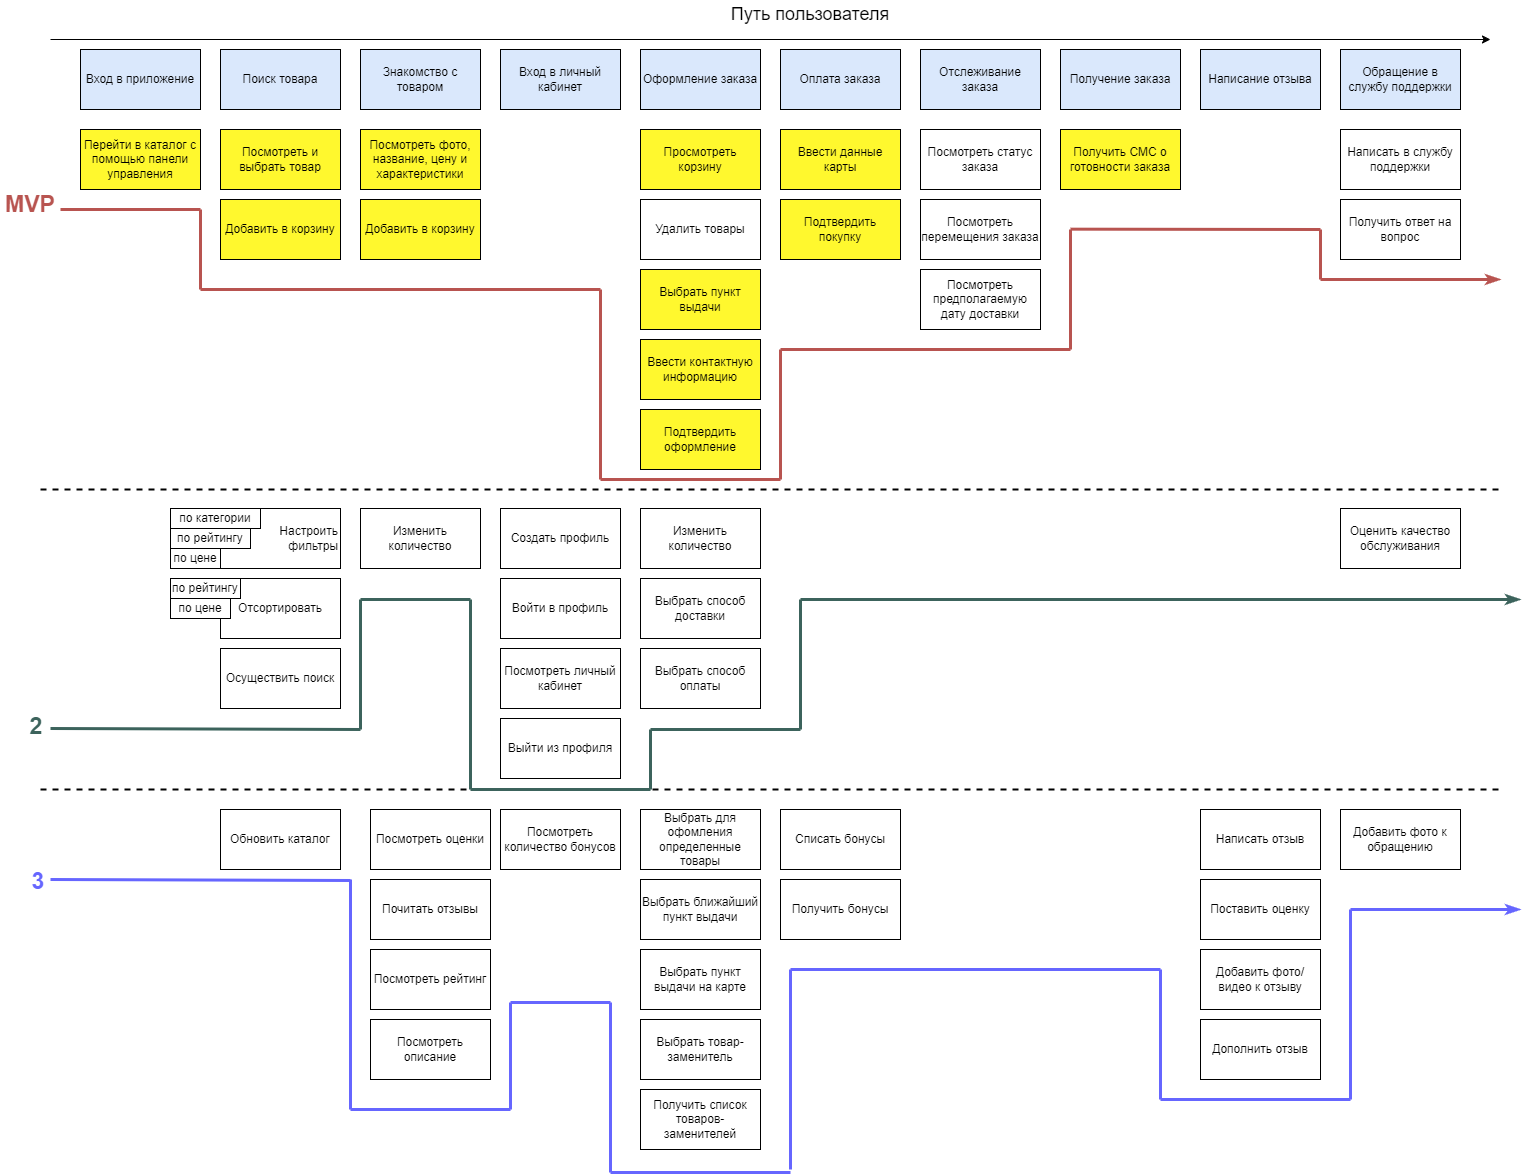 Путь пользователя
Вход в приложение
Поиск товара
Знакомство с
товаром
Вход в личный
кабинет
Оформление заказа
Оплата заказа
Отслеживание
заказа
Получение заказа
Написание отзыва
Обращение в
службу поддержки
Перейти в каталог с
помощью панели
управления
Посмотреть и
выбрать товар
Посмотреть фото,
название, цену и
характеристики
Просмотреть
корзину
Ввести данные
карты
Посмотреть статус
заказа
Получить СМС о
готовности заказа
Написать в службу
поддержки
MVP
Добавить в корзину
Добавить в корзину
Удалить товары
Подтвердить
покупку
Посмотреть
перемещения заказа
Получить ответ на
вопрос
Выбрать пункт
выдачи
Посмотреть
предполагаемую
дату доставки
Ввести контактную
информацию
Подтвердить
оформление
по категории
по рейтингу
по цене
Настроить
фильтры
Изменить
количество
Создать профиль
Изменить
количество
Оценить качество
обслуживания
по рейтингу
по цене
Отсортировать
Войти в профиль
Выбрать способ
доставки
Осуществить поиск
Посмотреть личный
кабинет
Выбрать способ
оплаты
2
Выйти из профиля
Обновить каталог
Посмотреть оценки
Посмотреть
количество бонусов
Выбрать для
офомления
определенные
товары
Списать бонусы
Написать отзыв
Добавить фото к
обращению
3
Почитать отзывы
Выбрать ближайший
пункт выдачи
Получить бонусы
Поставить оценку
Посмотреть рейтинг
Выбрать пункт
выдачи на карте
Добавить фото/
видео к отзыву
Посмотреть
описание
Выбрать товар-
заменитель
Дополнить отзыв
Получить список
товаров-
заменителей